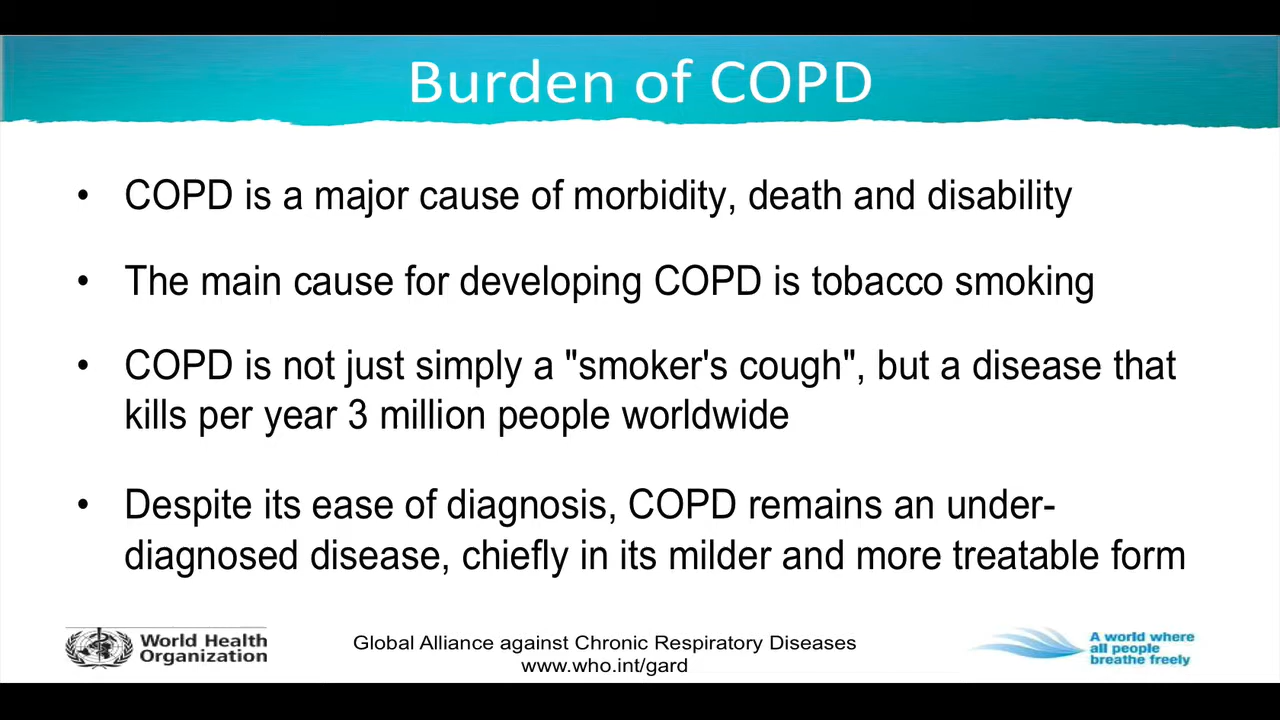 Burden of COPD
• COPD is a major cause of morbidity, death and disability
• The main cause for developing COPD is tobacco smoking
• COPD is not just simply a "smoker's cough", but a disease that
kills per year 3 million people worldwide
• Despite its ease of diagnosis, COPD remains an under-
diagnosed disease, chiefly in its milder and more treatable form
World Health
Organization
Global Alliance against Chronic Respiratory Diseases
www.who.int/gard
A world where
all people
breathe freely